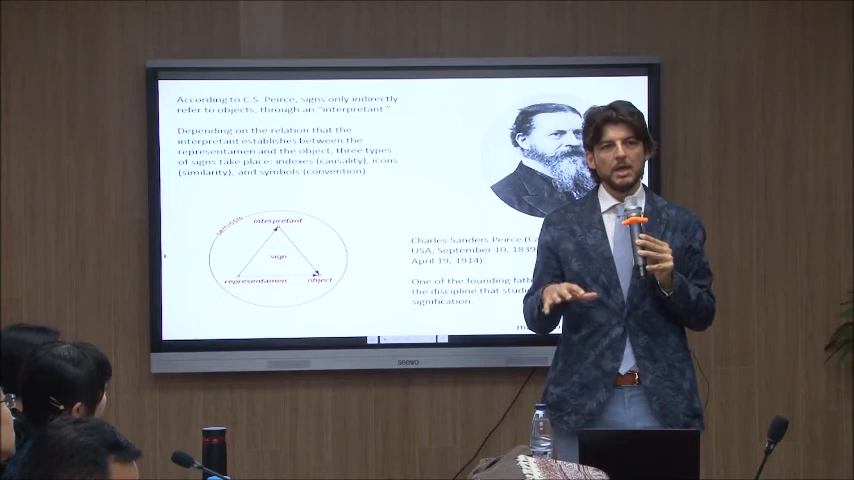 According to C.S. Peirce, signs only indirectly
refer to objects, through an "interpretant"
Depending on the relation that the
interpretant establishes between the
representamen and the object, three types
of signs take place: indexes (causality), icons
(similarity), and symbols (convention)
semiosis
interpretant
sign
representamen
object
Charles Sanders Peirce
USA, September 10, 1839
April 19, 1914).
One of the founding
the discipline that
signification.
seewo